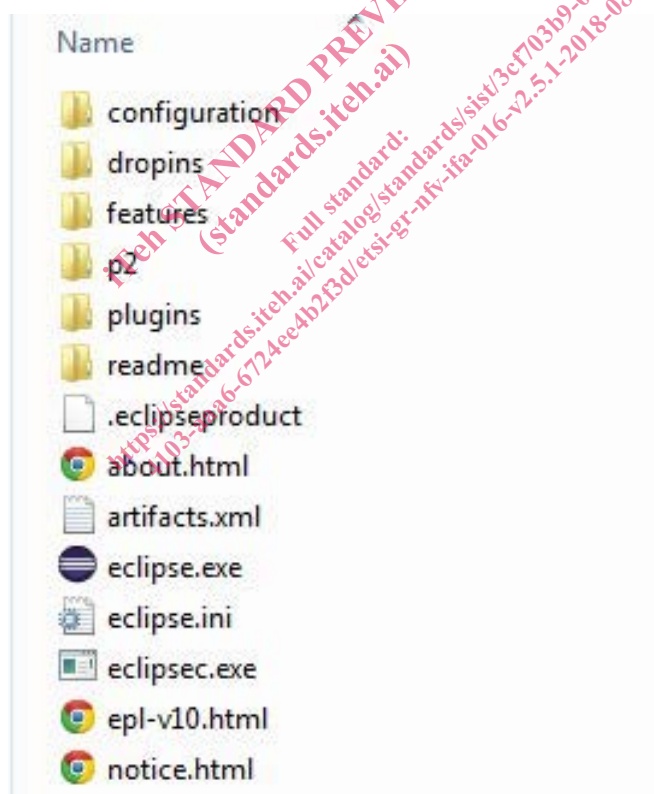 Name
configuration
dropins
features
p2
plugins
readme
.eclipseproduct
about.html
artifacts.xml
eclipse.exe
eclipse.ini
eclipsec.exe
epl-v10.html
notice.html
iTeh STANDARD PREV
(standards.iteh.ai)
Full standard: